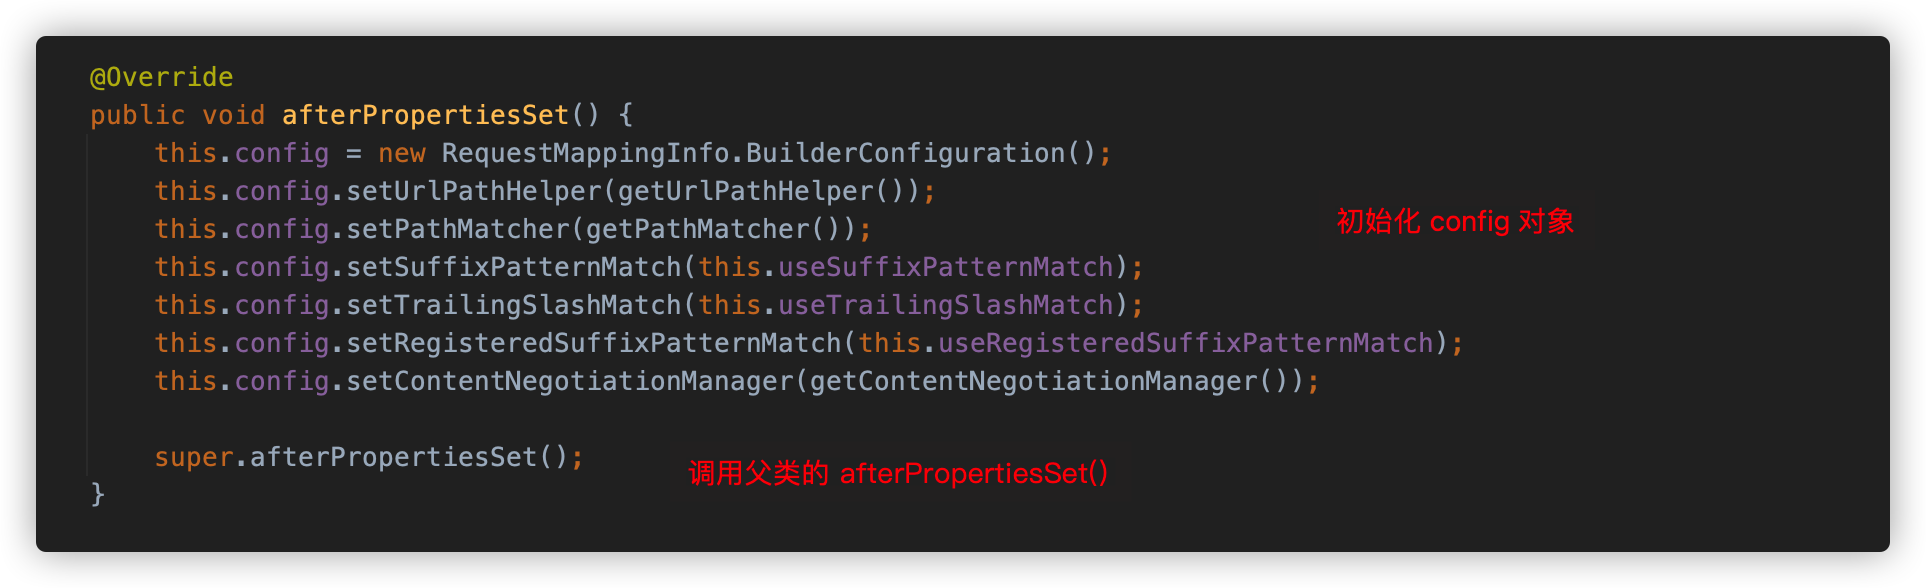 @Override
public void afterPropertiesSet() {
this.config = new RequestMappingInfo.BuilderConfiguration();
this.config.setUrlPathHelper(getUrlPathHelper());
this.config.setPathMatcher(getPathMatcher());
初始化 config 对象
this.config.setSuffixPatternMatch(this.useSuffixPatternMatch);
this.config.setTrailingSlashMatch(this.useTrailingSlashMatch);
this.config.setRegisteredSuffixPatternMatch(this.useRegisteredSuffixPatternMatch);
this.config.setContentNegotiationManager(getContentNegotiationManager());
super.afterPropertiesSet();
调用父类的 afterPropertiesSet()
}